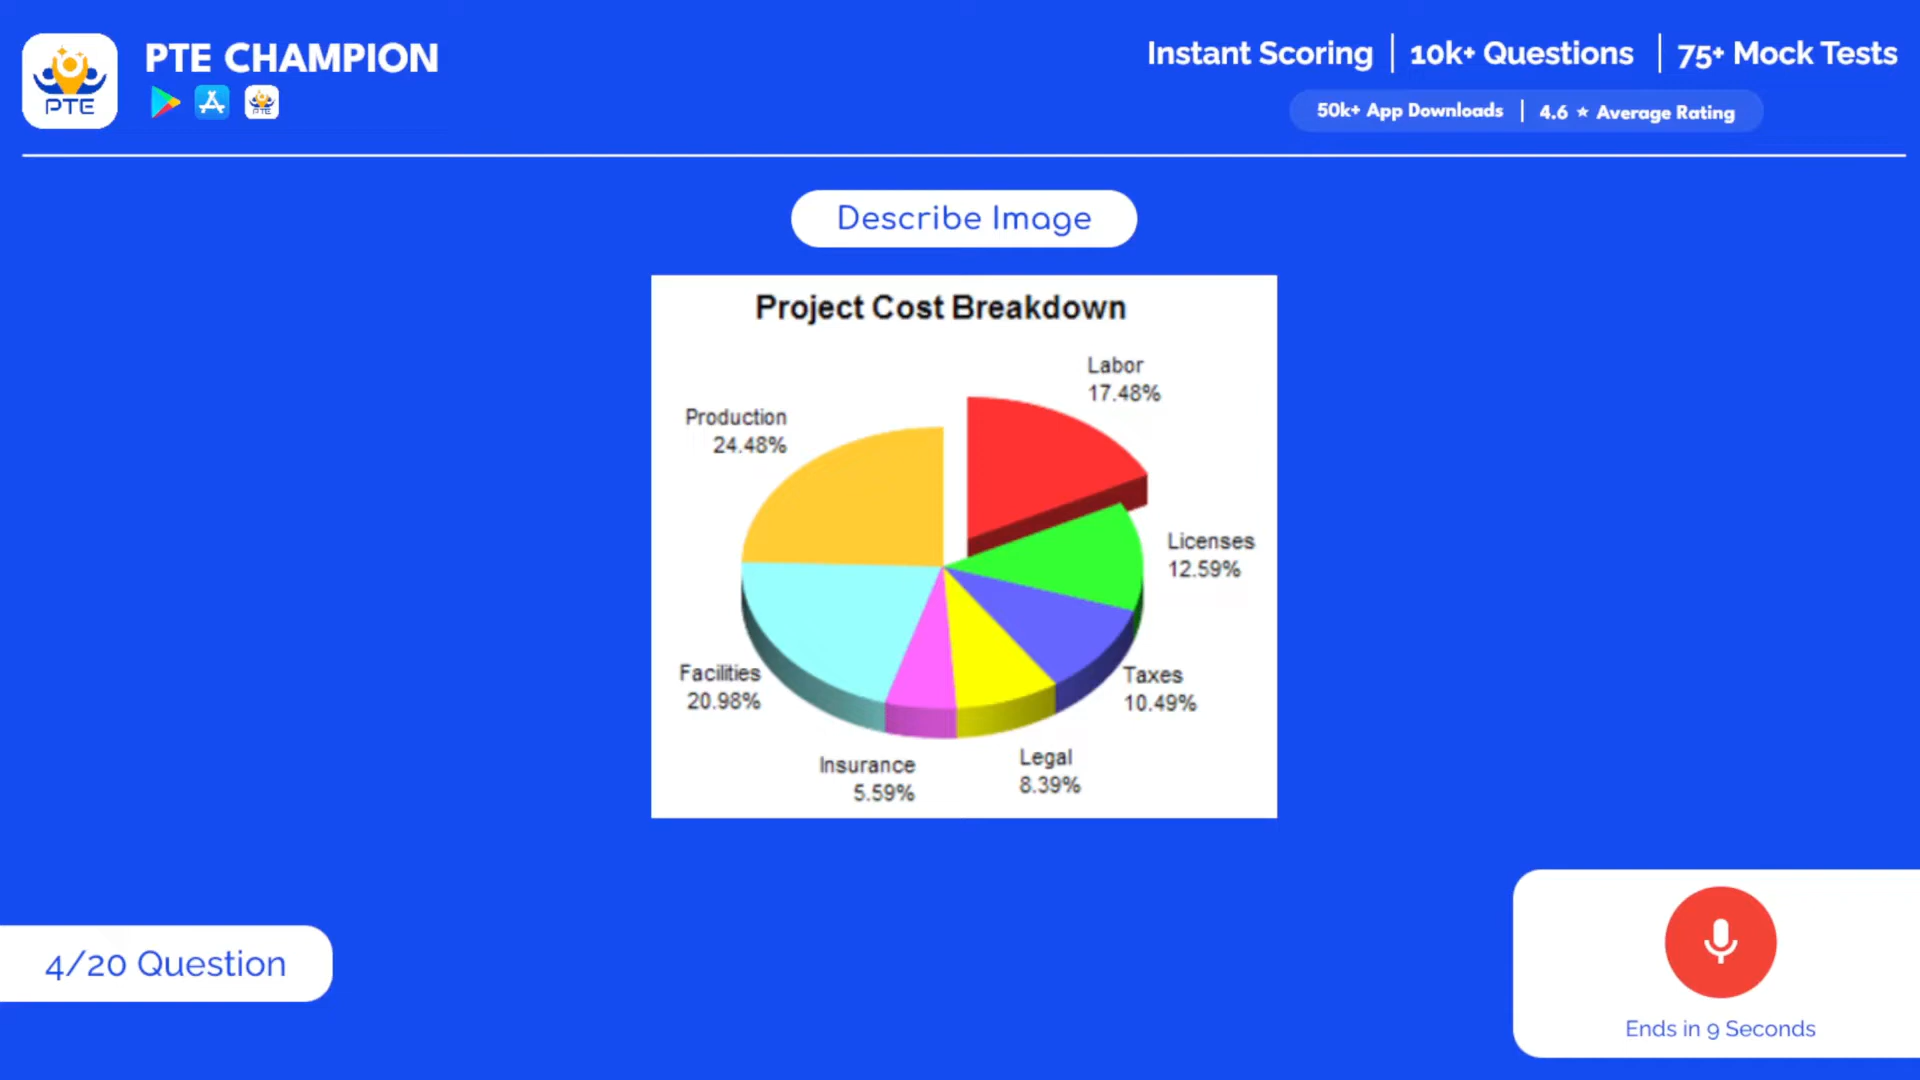 PTE CHAMPION
PTE
PTE
Instant Scoring | 10k+ Questions | 75+ Mock Tests
50k+ App Downloads | 4.6 ★ Average Rating
Describe Image
Project Cost Breakdown
Labor
17.48%
Production
24.48%
Licenses
12.59%
Facilities
20.98%
Taxes
10.49%
Insurance
5.59%
Legal
8.39%
4/20 Question
Ends in 9 Seconds